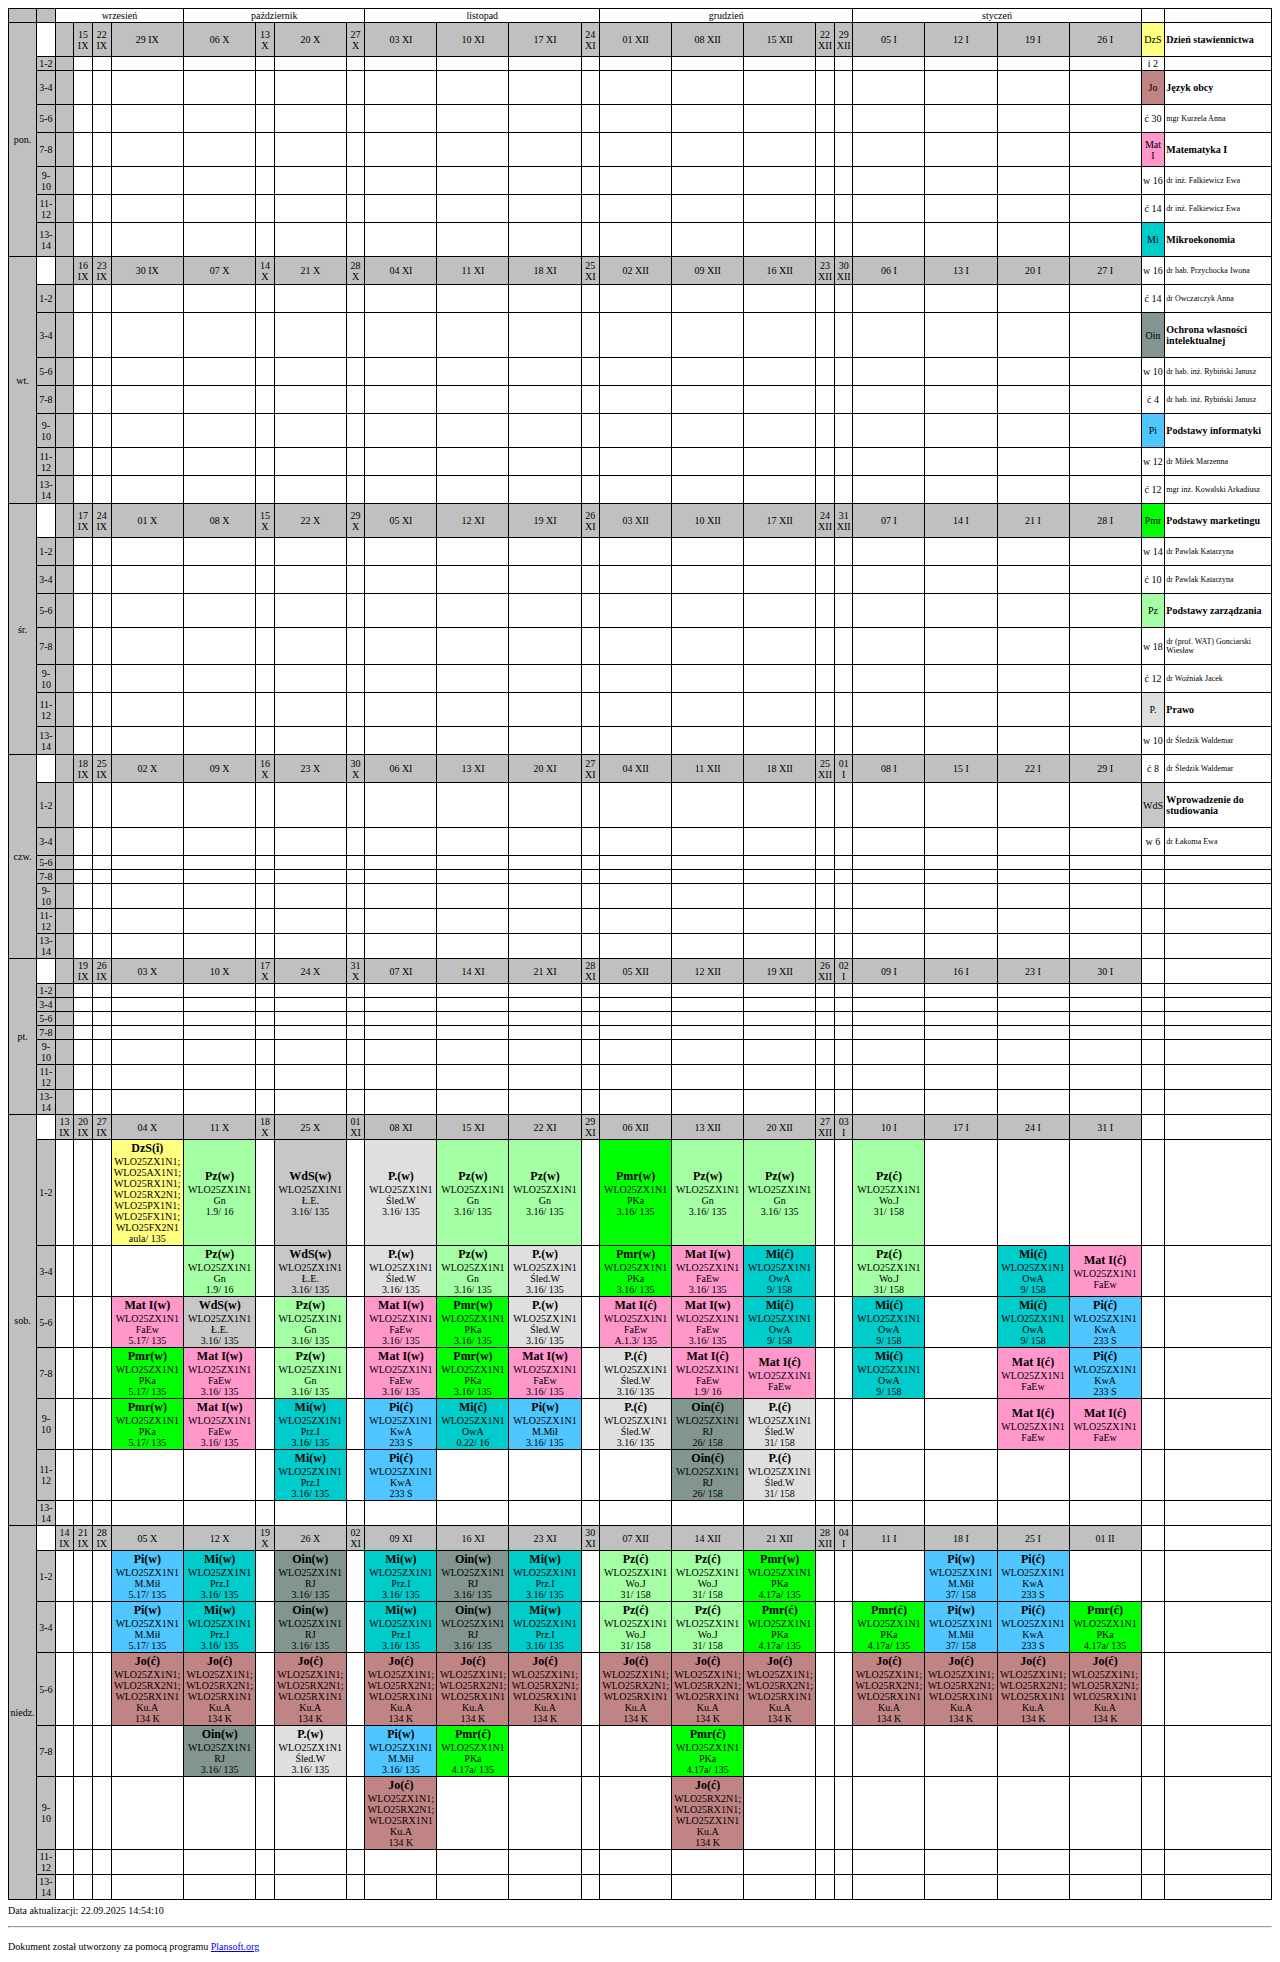 wrzesień październik listopad grudzień styczeń
15 IX 22 IX 29 IX 06 X 13 X 20 X 27 X 03 XI 10 XI 17 XI 24 XI 01 XII 08 XII 15 XII 22 XII 29 XII 05 I 12 I 19 I 26 I DzS Dzień stawiennictwa
pon.
1-2 i 2
3-4 Jo Język obcy
5-6 ć 30 mgr Kurzela Anna
7-8 Mat I Matematyka I
9-10 w 16 dr inż. Falkiewicz Ewa
11-12 ć 14 dr inż. Falkiewicz Ewa
13-14 Mi Mikroekonomia
16 IX 23 IX 30 IX 07 X 14 X 21 X 28 X 04 XI 11 XI 18 XI 25 XI 02 XII 09 XII 16 XII 23 XII 30 XII 06 I 13 I 20 I 27 I w 16 dr hab. Przychocka Iwona
wt.
1-2 ć 14 dr Owczarczyk Anna
3-4 Oin Ochrona własności intelektualnej
5-6 w 10 dr hab. inż. Rybiński Janusz
7-8 ć 4 dr hab. inż. Rybiński Janusz
9-10 Pi Podstawy informatyki
11-12 w 12 dr Miłek Marzenna
13-14 ć 12 mgr inż. Kowalski Arkadiusz
17 IX 24 IX 01 X 08 X 15 X 22 X 29 X 05 XI 12 XI 19 XI 26 XI 03 XII 10 XII 17 XII 24 XII 31 XII 07 I 14 I 21 I 28 I Pmr Podstawy marketingu
śr.
1-2 w 14 dr Pawlak Katarzyna
3-4 ć 10 dr Pawlak Katarzyna
5-6 Pz Podstawy zarządzania
7-8 w 18 dr (prof. WAT) Gonciarski Wiesław
9-10 ć 12 dr Woźniak Jacek
11-12 P. Prawo
13-14 w 10 dr Śledzik Waldemar
18 IX 25 IX 02 X 09 X 16 X 23 X 30 X 06 XI 13 XI 20 XI 27 XI 04 XII 11 XII 18 XII 25 XII 01 I 08 I 15 I 22 I 29 I ć 8 dr Śledzik Waldemar
czw.
1-2 WdS Wprowadzenie do studiowania
3-4 w 6 dr Łakoma Ewa
5-6
7-8
9-10
11-12
13-14
19 IX 26 IX 03 X 10 X 17 X 24 X 31 X 07 XI 14 XI 21 XI 28 XI 05 XII 12 XII 19 XII 26 XII 02 I 09 I 16 I 23 I 30 I
pt.
1-2
3-4
5-6
7-8
9-10
11-12
13-14
13 IX 20 IX 27 IX 04 X 11 X 18 X 25 X 01 XI 08 XI 15 XI 22 XI 29 XI 06 XII 13 XII 20 XII 27 XII 03 I 10 I 17 I 24 I 31 I
sob.
1-2
DzS(i) WLO25ZX1N1; WLO25AX1N1; WLO25RX1N1; WLO25RX2N1; WLO25PX1N1; WLO25FX1N1; WLO25FX2N1 aula/ 135
Pz(w) WLO25ZX1N1 Gn 1.9/ 16
WdS(w) WLO25ZX1N1 Ł.E. 3.16/ 135
P.(w) WLO25ZX1N1 Śled.W 3.16/ 135
Pz(w) WLO25ZX1N1 Gn 3.16/ 135
Pz(w) WLO25ZX1N1 Gn 3.16/ 135
Pmr(w) WLO25ZX1N1 PKa 3.16/ 135
Pz(w) WLO25ZX1N1 Gn 3.16/ 135
Pz(w) WLO25ZX1N1 Gn 3.16/ 135
Pz(ć) WLO25ZX1N1 Wo.J 31/ 158
3-4
Pz(w) WLO25ZX1N1 Gn 1.9/ 16
WdS(w) WLO25ZX1N1 Ł.E. 3.16/ 135
P.(w) WLO25ZX1N1 Śled.W 3.16/ 135
Pz(w) WLO25ZX1N1 Gn 3.16/ 135
P.(w) WLO25ZX1N1 Śled.W 3.16/ 135
Pmr(w) WLO25ZX1N1 PKa 3.16/ 135
Mat I(w) WLO25ZX1N1 FaEw 3.16/ 135
Mi(ć) WLO25ZX1N1 OwA 9/ 158
Pz(ć) WLO25ZX1N1 Wo.J 31/ 158
Mi(ć) WLO25ZX1N1 OwA 9/ 158
Mat I(ć) WLO25ZX1N1 FaEw
5-6
Mat I(w) WLO25ZX1N1 FaEw 5.17/ 135
WdS(w) WLO25ZX1N1 Ł.E. 3.16/ 135
Pz(w) WLO25ZX1N1 Gn 3.16/ 135
Mat I(w) WLO25ZX1N1 FaEw 3.16/ 135
Pmr(w) WLO25ZX1N1 PKa 3.16/ 135
P.(w) WLO25ZX1N1 Śled.W 3.16/ 135
Mat I(ć) WLO25ZX1N1 FaEw A.1.3/ 135
Mat I(w) WLO25ZX1N1 FaEw 3.16/ 135
Mi(ć) WLO25ZX1N1 OwA 9/ 158
Mi(ć) WLO25ZX1N1 OwA 9/ 158
Mi(ć) WLO25ZX1N1 OwA 9/ 158
Pi(ć) WLO25ZX1N1 KwA 233 S
7-8
Pmr(w) WLO25ZX1N1 PKa 5.17/ 135
Mat I(w) WLO25ZX1N1 FaEw 3.16/ 135
Pz(w) WLO25ZX1N1 Gn 3.16/ 135
Mat I(w) WLO25ZX1N1 FaEw 3.16/ 135
Pmr(w) WLO25ZX1N1 PKa 3.16/ 135
Mat I(w) WLO25ZX1N1 FaEw 3.16/ 135
P.(ć) WLO25ZX1N1 Śled.W 3.16/ 135
Mat I(ć) WLO25ZX1N1 FaEw 1.9/ 16
Mat I(ć) WLO25ZX1N1 FaEw
Mi(ć) WLO25ZX1N1 OwA 9/ 158
Mat I(ć) WLO25ZX1N1 FaEw
Pi(ć) WLO25ZX1N1 KwA 233 S
9-10
Pmr(w) WLO25ZX1N1 PKa 5.17/ 135
Mat I(w) WLO25ZX1N1 FaEw 3.16/ 135
Mi(w) WLO25ZX1N1 Prz.I 3.16/ 135
Pi(ć) WLO25ZX1N1 KwA 233 S
Mi(ć) WLO25ZX1N1 OwA 0.22/ 16
Pi(w) WLO25ZX1N1 M.Mił 3.16/ 135
P.(ć) WLO25ZX1N1 Śled.W 3.16/ 135
Oin(ć) WLO25ZX1N1 RJ 26/ 158
P.(ć) WLO25ZX1N1 Śled.W 31/ 158
Mat I(ć) WLO25ZX1N1 FaEw
Mat I(ć) WLO25ZX1N1 FaEw
11-12
Mi(w) WLO25ZX1N1 Prz.I 3.16/ 135
Pi(ć) WLO25ZX1N1 KwA 233 S
Oin(ć) WLO25ZX1N1 RJ 26/ 158
P.(ć) WLO25ZX1N1 Śled.W 31/ 158
13-14
14 IX 21 IX 28 IX 05 X 12 X 19 X 26 X 02 XI 09 XI 16 XI 23 XI 30 XI 07 XII 14 XII 21 XII 28 XII 04 I 11 I 18 I 25 I 01 II
niedz.
1-2
Pi(w) WLO25ZX1N1 M.Mił 5.17/ 135
Mi(w) WLO25ZX1N1 Prz.I 3.16/ 135
Oin(w) WLO25ZX1N1 RJ 3.16/ 135
Mi(w) WLO25ZX1N1 Prz.I 3.16/ 135
Oin(w) WLO25ZX1N1 RJ 3.16/ 135
Mi(w) WLO25ZX1N1 Prz.I 3.16/ 135
Pz(ć) WLO25ZX1N1 Wo.J 31/ 158
Pz(ć) WLO25ZX1N1 Wo.J 31/ 158
Pmr(w) WLO25ZX1N1 PKa 4.17a/ 135
Pi(w) WLO25ZX1N1 M.Mił 37/ 158
Pi(ć) WLO25ZX1N1 KwA 233 S
3-4
Pi(w) WLO25ZX1N1 M.Mił 5.17/ 135
Mi(w) WLO25ZX1N1 Prz.I 3.16/ 135
Oin(w) WLO25ZX1N1 RJ 3.16/ 135
Mi(w) WLO25ZX1N1 Prz.I 3.16/ 135
Oin(w) WLO25ZX1N1 RJ 3.16/ 135
Mi(w) WLO25ZX1N1 Prz.I 3.16/ 135
Pz(ć) WLO25ZX1N1 Wo.J 31/ 158
Pz(ć) WLO25ZX1N1 Wo.J 31/ 158
Pmr(ć) WLO25ZX1N1 PKa 4.17a/ 135
Pmr(ć) WLO25ZX1N1 PKa 4.17a/ 135
Pi(w) WLO25ZX1N1 M.Mił 37/ 158
Pi(ć) WLO25ZX1N1 KwA 233 S
Pmr(ć) WLO25ZX1N1 PKa 4.17a/ 135
5-6
Jo(ć) WLO25ZX1N1; WLO25RX2N1; WLO25RX1N1 Ku.A 134 K
Jo(ć) WLO25ZX1N1; WLO25RX2N1; WLO25RX1N1 Ku.A 134 K
Jo(ć) WLO25ZX1N1; WLO25RX2N1; WLO25RX1N1 Ku.A 134 K
Jo(ć) WLO25ZX1N1; WLO25RX2N1; WLO25RX1N1 Ku.A 134 K
Jo(ć) WLO25ZX1N1; WLO25RX2N1; WLO25RX1N1 Ku.A 134 K
Jo(ć) WLO25ZX1N1; WLO25RX2N1; WLO25RX1N1 Ku.A 134 K
Jo(ć) WLO25ZX1N1; WLO25RX2N1; WLO25RX1N1 Ku.A 134 K
Jo(ć) WLO25ZX1N1; WLO25RX2N1; WLO25RX1N1 Ku.A 134 K
Jo(ć) WLO25ZX1N1; WLO25RX2N1; WLO25RX1N1 Ku.A 134 K
Jo(ć) WLO25ZX1N1; WLO25RX2N1; WLO25RX1N1 Ku.A 134 K
Jo(ć) WLO25ZX1N1; WLO25RX2N1; WLO25RX1N1 Ku.A 134 K
Jo(ć) WLO25ZX1N1; WLO25RX2N1; WLO25RX1N1 Ku.A 134 K
Jo(ć) WLO25ZX1N1; WLO25RX2N1; WLO25RX1N1 Ku.A 134 K
7-8
Oin(w) WLO25ZX1N1 RJ 3.16/ 135
P.(w) WLO25ZX1N1 Śled.W 3.16/ 135
Pi(w) WLO25ZX1N1 M.Mił 3.16/ 135
Pmr(ć) WLO25ZX1N1 PKa 4.17a/ 135
Pmr(ć) WLO25ZX1N1 PKa 4.17a/ 135
9-10
Jo(ć) WLO25ZX1N1; WLO25RX2N1; WLO25RX1N1 Ku.A 134 K
Jo(ć) WLO25RX2N1; WLO25RX1N1; WLO25ZX1N1 Ku.A 134 K
11-12
13-14
Data aktualizacji: 22.09.2025 14:54:10
Dokument został utworzony za pomocą programu Plansoft.org